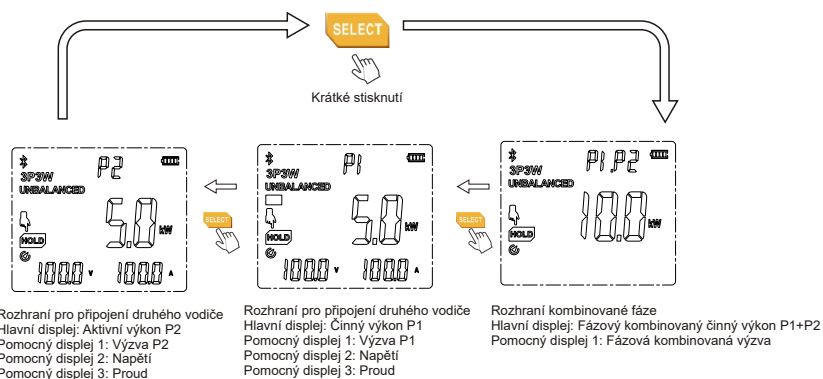 SELECT
Krátké stisknutí
P2
3P3W
UNBALANCED
5.0 kW
HOLD
100.0 V 100.0 A
SELECT
P1
3P3W
UNBALANCED
5.0 kW
HOLD
100.0 V 100.0 A
SELECT
P1.P2
3P3W
UNBALANCED
10.0 kW
HOLD
Rozhraní pro připojení druhého vodiče
Hlavní displej: Aktivní výkon P2
Pomocný displej 1: Výzva P2
Pomocný displej 2: Napětí
Pomocný displej 3: Proud
Rozhraní pro připojení druhého vodiče
Hlavní displej: Činný výkon P1
Pomocný displej 1: Výzva P1
Pomocný displej 2: Napětí
Pomocný displej 3: Proud
Rozhraní kombinované fáze
Hlavní displej: Fázový kombinovaný činný výkon P1+P2
Pomocný displej 1: Fázová kombinovaná výzva